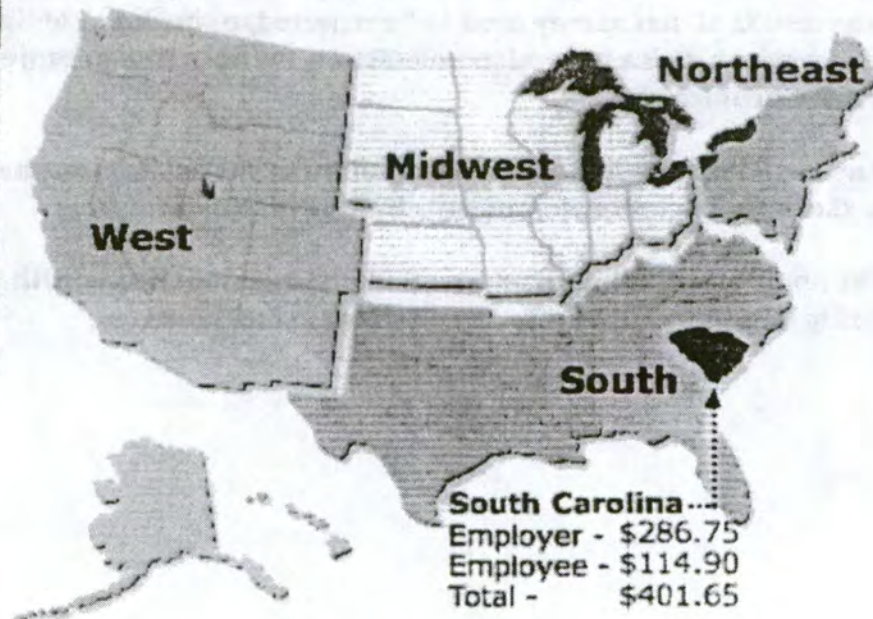 Northeast
Midwest
West
South
South Carolina
Employer - $286.75
Employee - $114.90
Total - $401.65